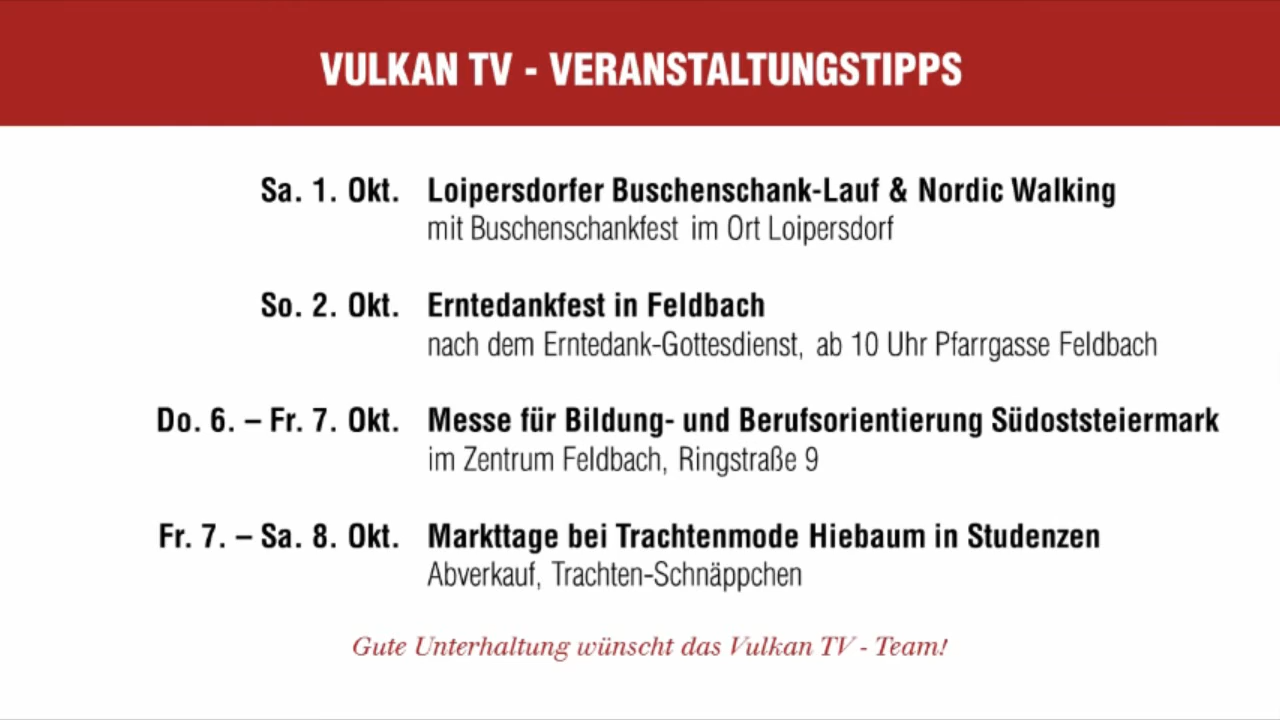 VULKAN TV - VERANSTALTUNGSTIPPS
Sa. 1. Okt. Loipersdorfer Buschenschank-Lauf & Nordic Walking
mit Buschenschankfest im Ort Loipersdorf
So. 2. Okt. Erntedankfest in Feldbach
nach dem Erntedank-Gottesdienst, ab 10 Uhr Pfarrgasse Feldbach
Do. 6. – Fr. 7. Okt. Messe für Bildung- und Berufsorientierung Südoststeiermark
im Zentrum Feldbach, Ringstraße 9
Fr. 7. – Sa. 8. Okt. Markttage bei Trachtenmode Hiebaum in Studenzen
Abverkauf, Trachten-Schnäppchen
Gute Unterhaltung wünscht das Vulkan TV - Team!